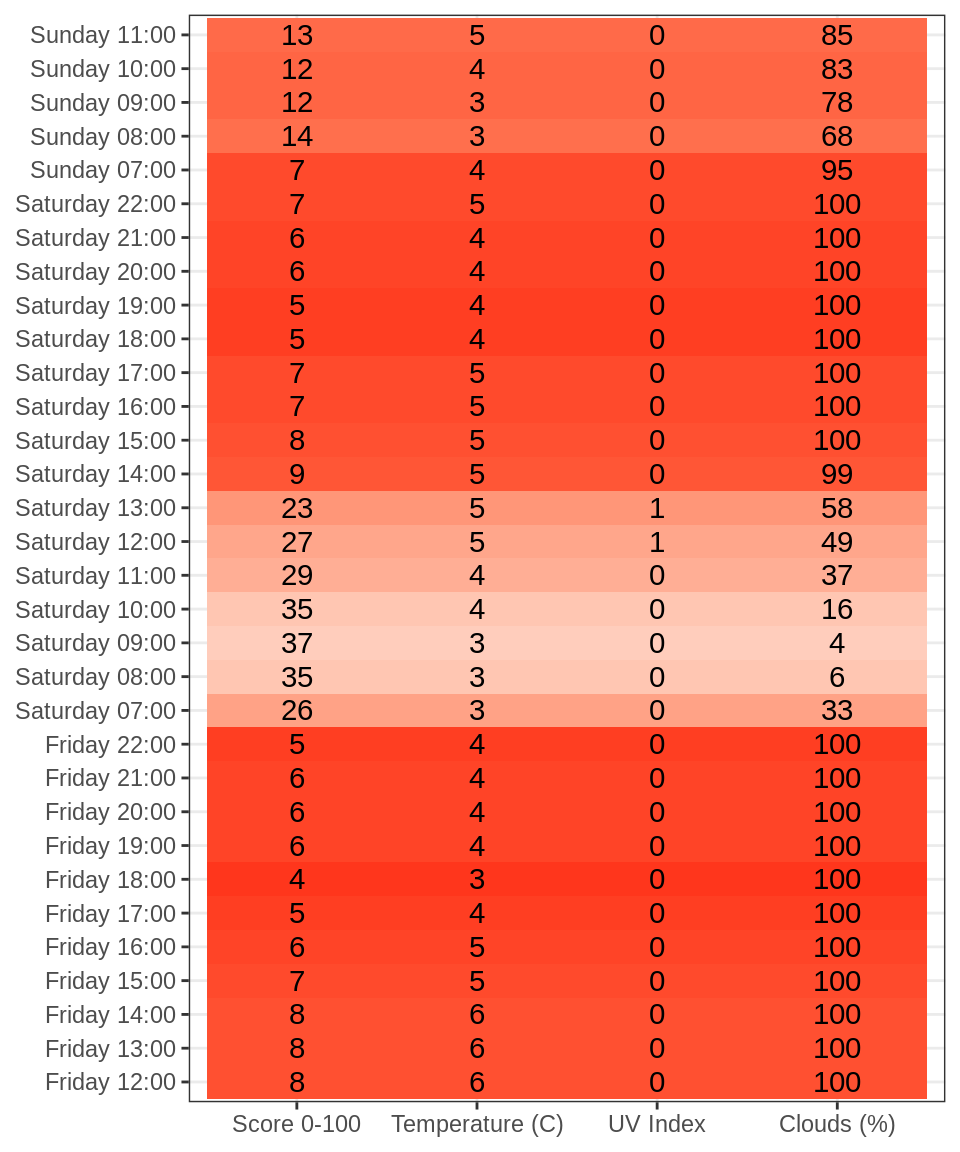 Sunday 11:00 13 5 0 85
Sunday 10:00 12 4 0 83
Sunday 09:00 12 3 0 78
Sunday 08:00 14 3 0 68
Sunday 07:00 7 4 0 95
Saturday 22:00 7 5 0 100
Saturday 21:00 6 4 0 100
Saturday 20:00 6 4 0 100
Saturday 19:00 5 4 0 100
Saturday 18:00 5 4 0 100
Saturday 17:00 7 5 0 100
Saturday 16:00 7 5 0 100
Saturday 15:00 8 5 0 100
Saturday 14:00 9 5 0 99
Saturday 13:00 23 5 1 58
Saturday 12:00 27 5 1 49
Saturday 11:00 29 4 0 37
Saturday 10:00 35 4 0 16
Saturday 09:00 37 3 0 4
Saturday 08:00 35 3 0 6
Saturday 07:00 26 3 0 33
Friday 22:00 5 4 0 100
Friday 21:00 6 4 0 100
Friday 20:00 6 4 0 100
Friday 19:00 6 4 0 100
Friday 18:00 4 3 0 100
Friday 17:00 5 4 0 100
Friday 16:00 6 5 0 100
Friday 15:00 7 5 0 100
Friday 14:00 8 6 0 100
Friday 13:00 8 6 0 100
Friday 12:00 8 6 0 100
Score 0-100 Temperature (C) UV Index Clouds (%)